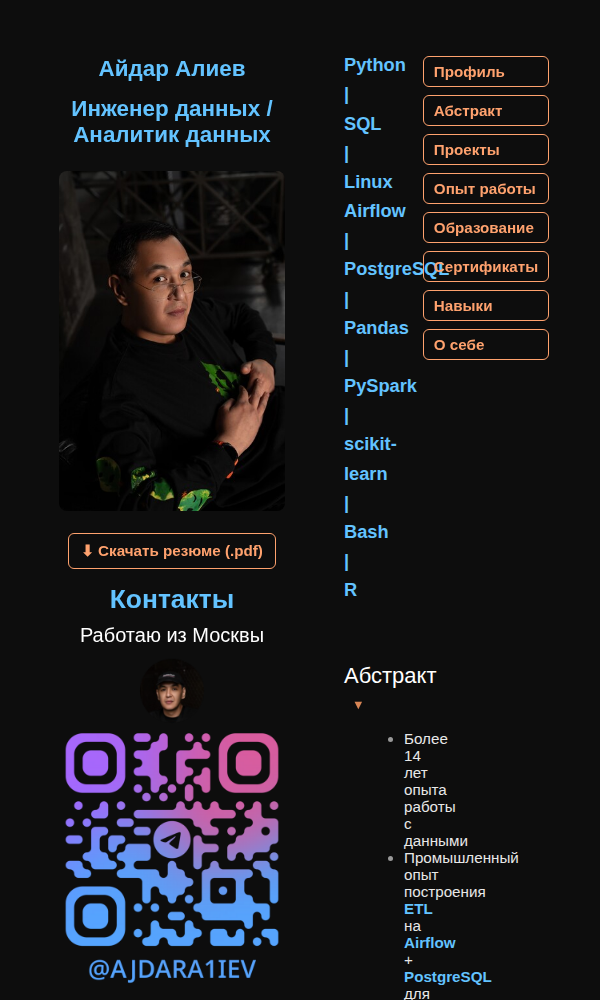 Айдар Алиев
Инженер данных /
Аналитик данных
⬇ Скачать резюме (.pdf)
Контакты
Работаю из Москвы
@AJDARA1IEV
Python
|
SQL
|
Linux
Airflow
|
PostgreSQL
|
Pandas
|
PySpark
|
scikit-
learn
|
Bash
|
R
Профиль
Абстракт
Проекты
Опыт работы
Образование
Сертификаты
Навыки
О себе
Абстракт
▼
• Более
14
лет
опыта
работы
с
данными
• Промышленный
опыт
построения
ETL
на
Airflow
+
PostgreSQL
для